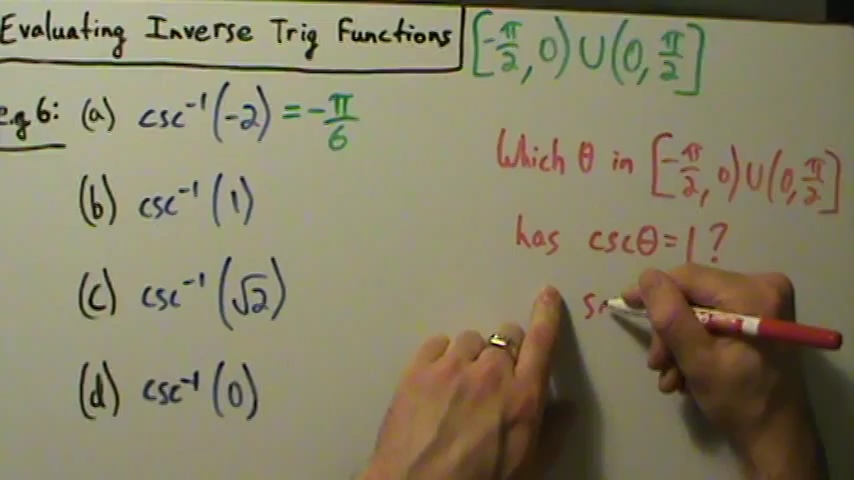 Evaluating Inverse Trig Functions
[-π/2, 0) ∪ (0, π/2]
e.g 6: (a) csc⁻¹(-2) = -π/6
(b) csc⁻¹(1)
(c) csc⁻¹(√2)
(d) csc⁻¹(0)
Which θ in [-π/2, 0) ∪ (0, π/2]
has cscθ = 1?